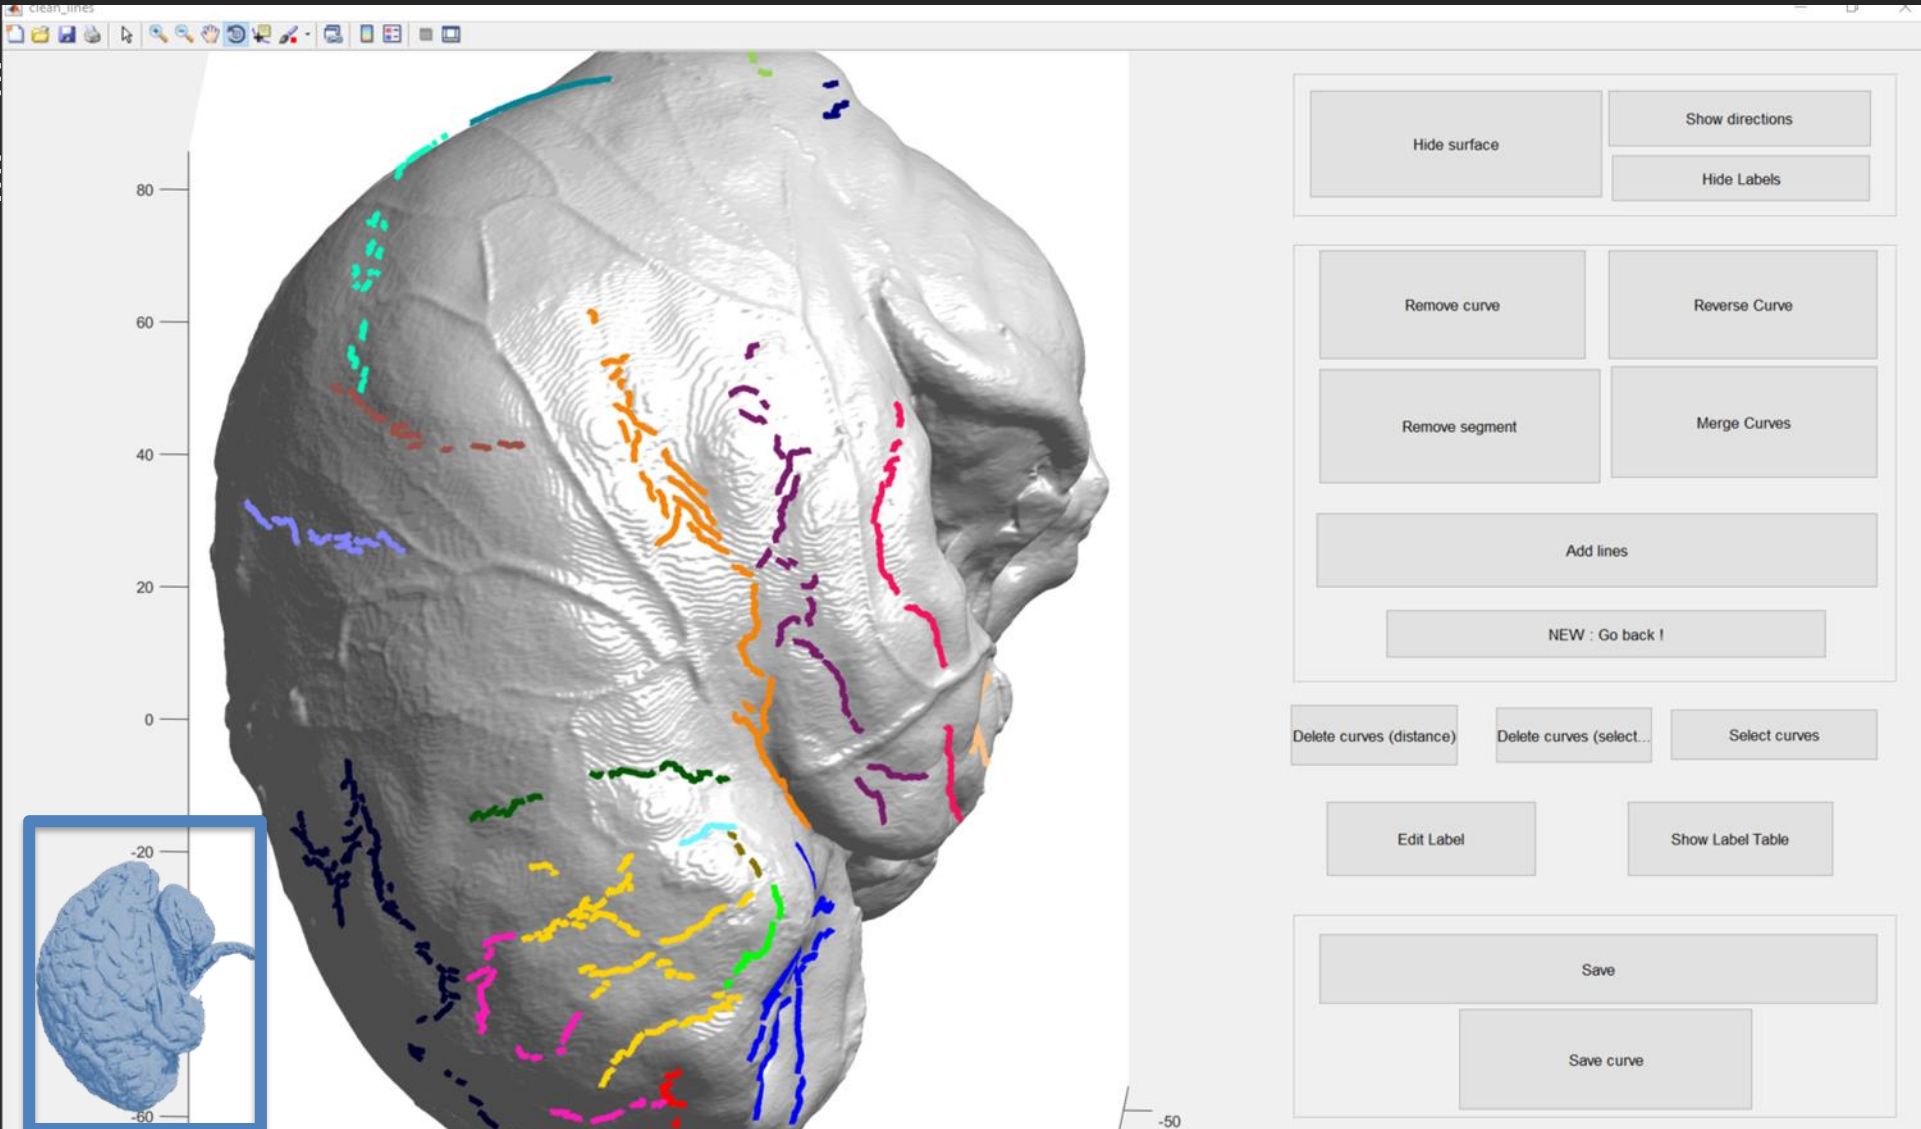 clean_lines
Hide surface
Show directions
Hide Labels
80
60
40
20
0
-20
-60
-50
Remove curve
Reverse Curve
Remove segment
Merge Curves
Add lines
NEW : Go back !
Delete curves (distance)
Delete curves (select...
Select curves
Edit Label
Show Label Table
Save
Save curve